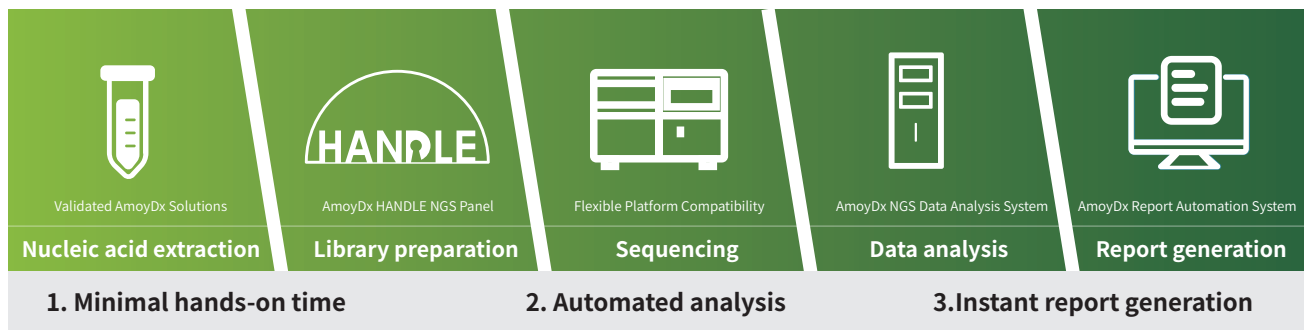 HANDLE
Validated AmoyDx Solutions
AmoyDx HANDLE NGS Panel
Flexible Platform Compatibility
AmoyDx NGS Data Analysis System
AmoyDx Report Automation System
Nucleic acid extraction
Library preparation
Sequencing
Data analysis
Report generation
1. Minimal hands-on time
2. Automated analysis
3.Instant report generation